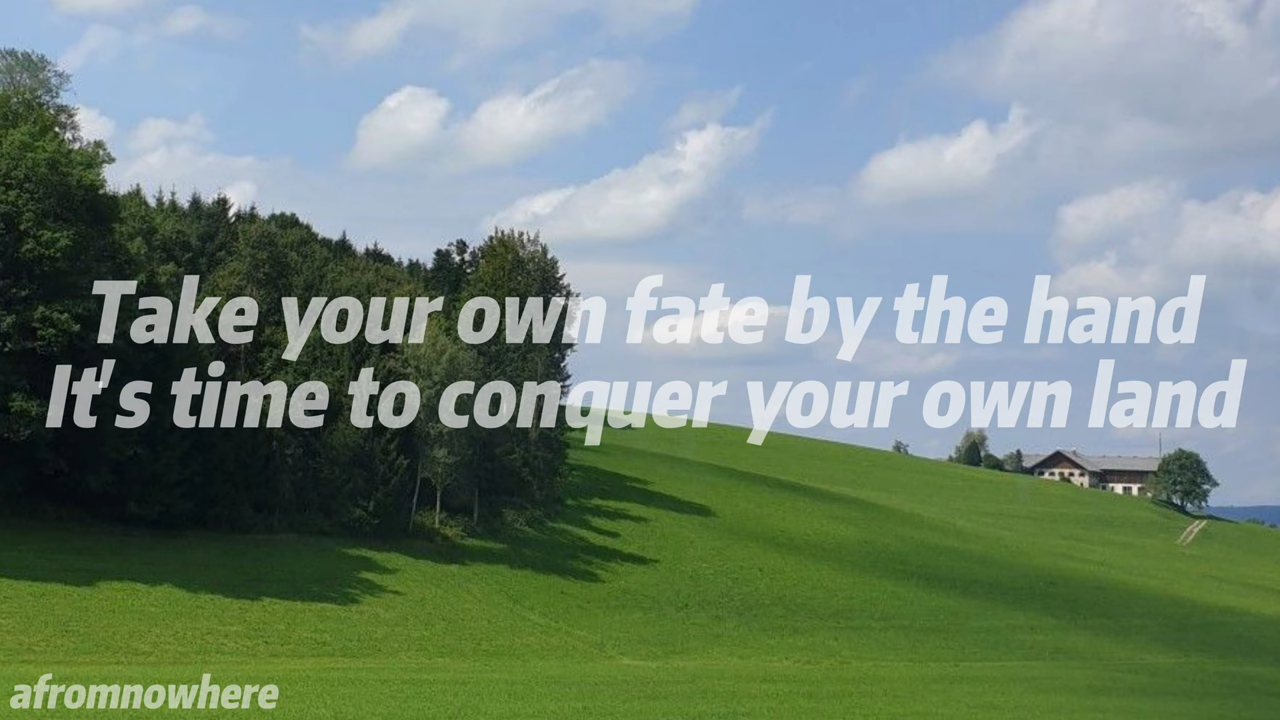 Take your own fate by the hand
It's time to conquer your own land
afromnowhere